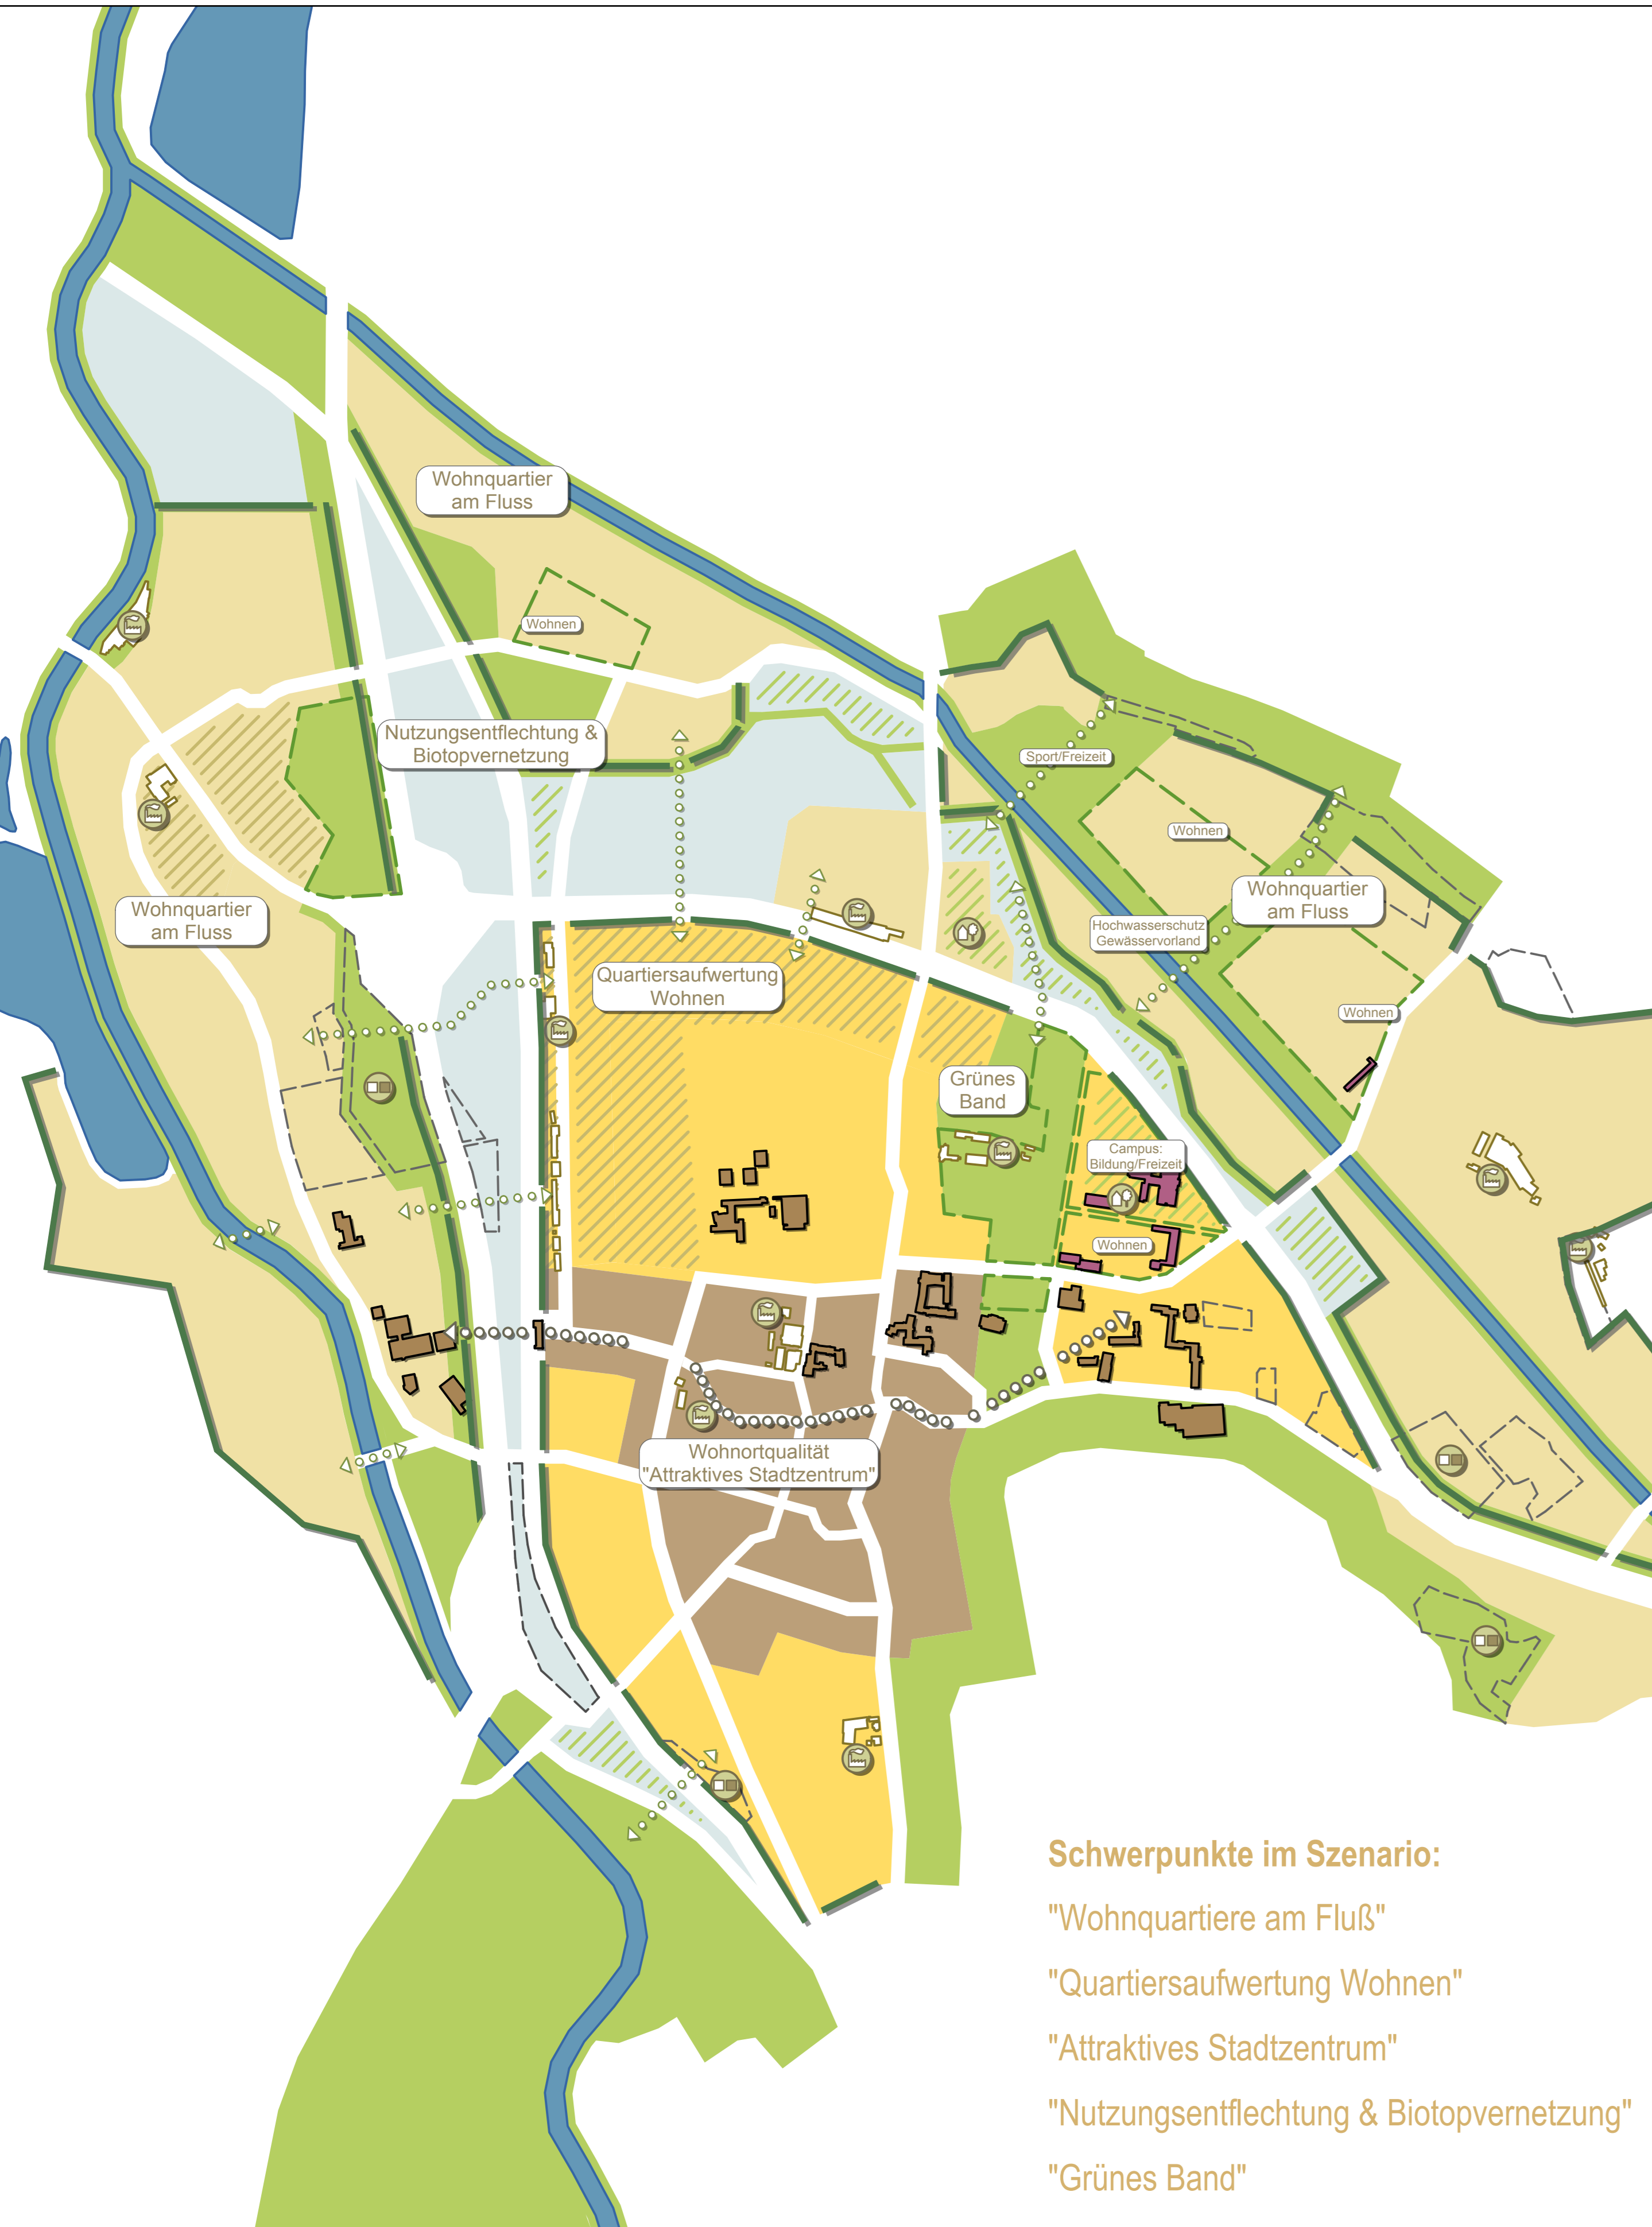 Wohnquartier
am Fluss
Wohnen
Nutzungsentflechtung &
Biotopvernetzung
Sport/Freizeit
Wohnen
Wohnquartier
am Fluss
Wohnquartier
am Fluss
Hochwasserschutz
Gewässervorland
Quartiersaufwertung
Wohnen
Wohnen
Grünes
Band
Campus:
Bildung/Freizeit
Wohnen
Wohnortqualität
"Attraktives Stadtzentrum"
Schwerpunkte im Szenario:
"Wohnquartiere am Fluß"
"Quartiersaufwertung Wohnen"
"Attraktives Stadtzentrum"
"Nutzungsentflechtung & Biotopvernetzung"
"Grünes Band"